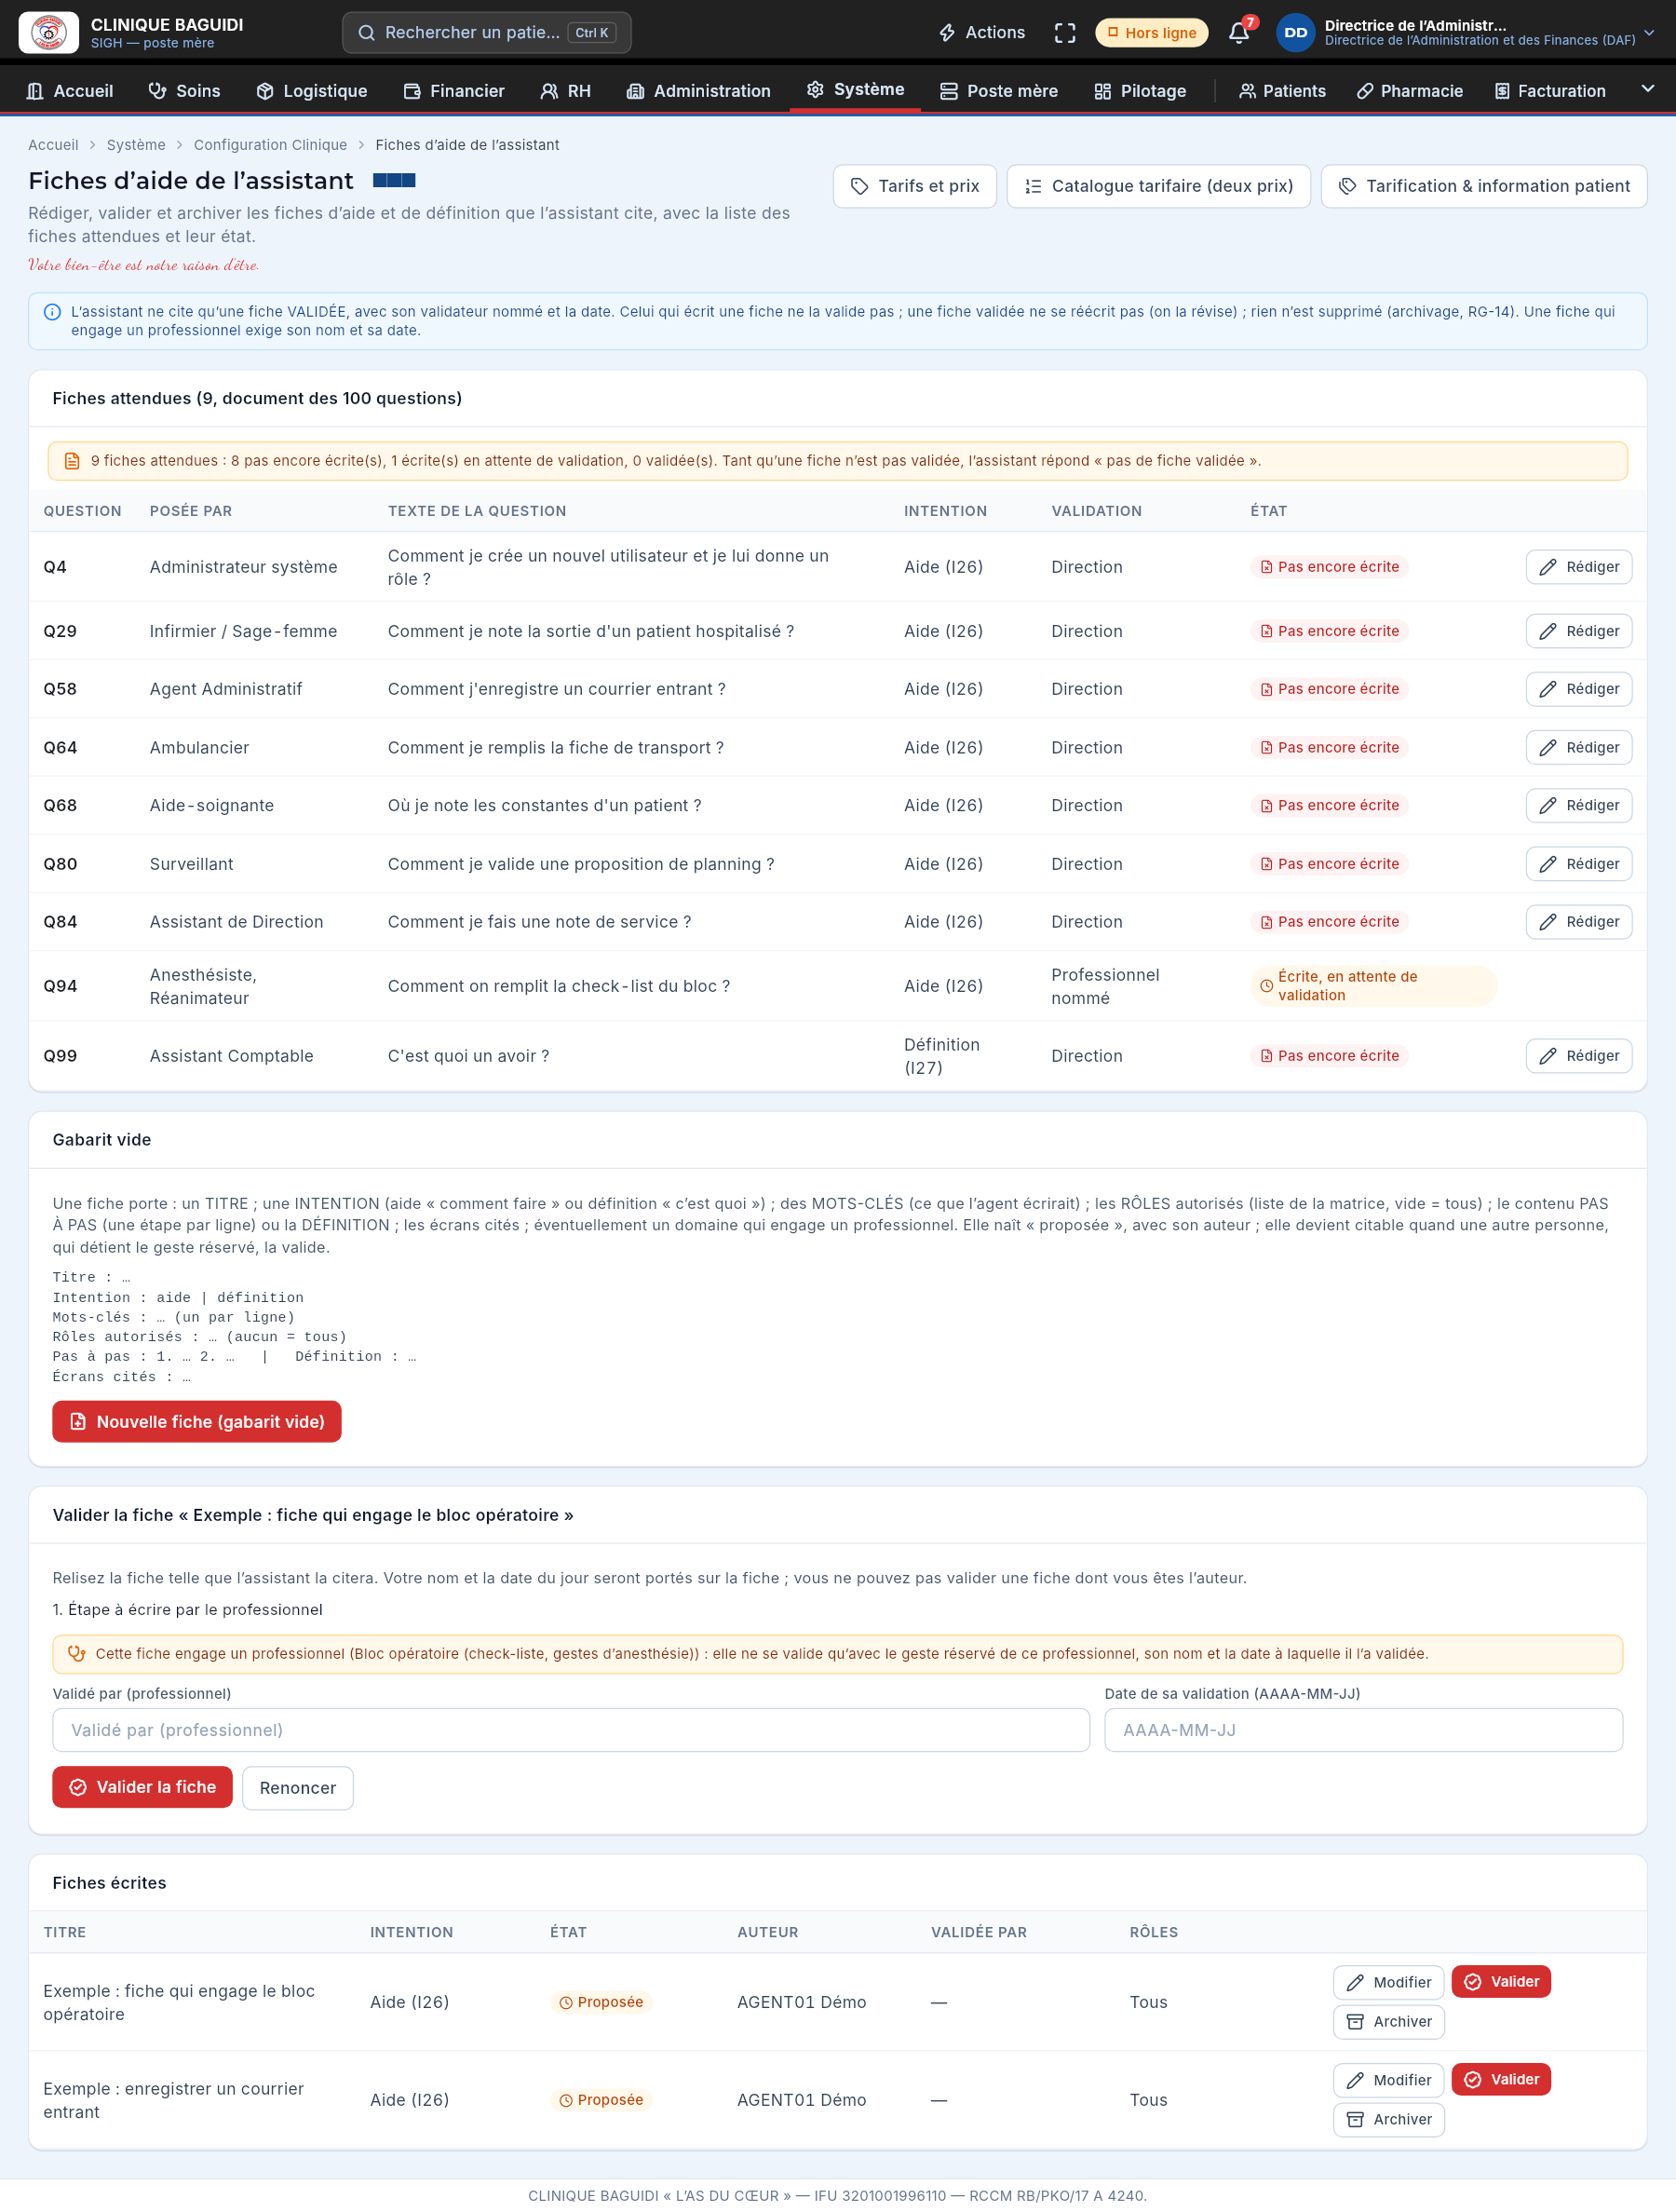 CLINIQUE BAGUIDI
SIGH — poste mère
Rechercher un patie... Ctrl K
Actions
Hors ligne
7
DD
Directrice de l’Administr...
Directrice de l’Administration et des Finances (DAF)
Accueil Soins Logistique Financier RH Administration Système Poste mère Pilotage Patients Pharmacie Facturation
Accueil > Système > Configuration Clinique > Fiches d’aide de l’assistant
Fiches d’aide de l’assistant
Tarifs et prix
Catalogue tarifaire (deux prix)
Tarification & information patient
Rédiger, valider et archiver les fiches d’aide et de définition que l’assistant cite, avec la liste des
fiches attendues et leur état.
Votre bien-être est notre raison d'être.
L’assistant ne cite qu’une fiche VALIDÉE, avec son validateur nommé et la date. Celui qui écrit une fiche ne la valide pas ; une fiche validée ne se réécrit pas (on la révise) ; rien n’est supprimé (archivage, RG-14). Une fiche qui
engage un professionnel exige son nom et sa date.
Fiches attendues (9, document des 100 questions)
9 fiches attendues : 8 pas encore écrite(s), 1 écrite(s) en attente de validation, 0 validée(s). Tant qu’une fiche n’est pas validée, l’assistant répond « pas de fiche validée ».
QUESTION POSÉE PAR TEXTE DE LA QUESTION INTENTION VALIDATION ÉTAT
Q4 Administrateur système Comment je crée un nouvel utilisateur et je lui donne un
rôle ? Aide (I26) Direction Pas encore écrite Rédiger
Q29 Infirmier / Sage-femme Comment je note la sortie d'un patient hospitalisé ? Aide (I26) Direction Pas encore écrite Rédiger
Q58 Agent Administratif Comment j'enregistre un courrier entrant ? Aide (I26) Direction Pas encore écrite Rédiger
Q64 Ambulancier Comment je remplis la fiche de transport ? Aide (I26) Direction Pas encore écrite Rédiger
Q68 Aide-soignante Où je note les constantes d'un patient ? Aide (I26) Direction Pas encore écrite Rédiger
Q80 Surveillant Comment je valide une proposition de planning ? Aide (I26) Direction Pas encore écrite Rédiger
Q84 Assistant de Direction Comment je fais une note de service ? Aide (I26) Direction Pas encore écrite Rédiger
Q94 Anesthésiste,
Réanimateur Comment on remplit la check-list du bloc ? Aide (I26) Professionnel
nommé Écrite, en attente de
validation
Q99 Assistant Comptable C'est quoi un avoir ? Définition
(I27) Direction Pas encore écrite Rédiger
Gabarit vide
Une fiche porte : un TITRE ; une INTENTION (aide « comment faire » ou définition « c’est quoi ») ; des MOTS-CLÉS (ce que l’agent écrirait) ; les RÔLES autorisés (liste de la matrice, vide = tous) ; le contenu PAS
À PAS (une étape par ligne) ou la DÉFINITION ; les écrans cités ; éventuellement un domaine qui engage un professionnel. Elle naît « proposée », avec son auteur ; elle devient citable quand une autre personne,
qui détient le geste réservé, la valide.
Titre : …
Intention : aide | définition
Mots-clés : … (un par ligne)
Rôles autorisés : … (aucun = tous)
Pas à pas : 1. … 2. … | Définition : …
Écrans cités : …
Nouvelle fiche (gabarit vide)
Valider la fiche « Exemple : fiche qui engage le bloc opératoire »
Relisez la fiche telle que l’assistant la citera. Votre nom et la date du jour seront portés sur la fiche ; vous ne pouvez pas valider une fiche dont vous êtes l’auteur.
1. Étape à écrire par le professionnel
Cette fiche engage un professionnel (Bloc opératoire (check-liste, gestes d’anesthésie)) : elle ne se valide qu’avec le geste réservé de ce professionnel, son nom et la date à laquelle il l’a validée.
Validé par (professionnel) Date de sa validation (AAAA-MM-JJ)
Validé par (professionnel) AAAA-MM-JJ
Valider la fiche Renoncer
Fiches écrites
TITRE INTENTION ÉTAT AUTEUR VALIDÉE PAR RÔLES
Exemple : fiche qui engage le bloc
opératoire Aide (I26) Proposée AGENT01 Démo — Tous Modifier Valider
Archiver
Exemple : enregistrer un courrier
entrant Aide (I26) Proposée AGENT01 Démo — Tous Modifier Valider
Archiver
CLINIQUE BAGUIDI « L’AS DU CŒUR » — IFU 3201001996110 — RCCM RB/PKO/17 A 4240.